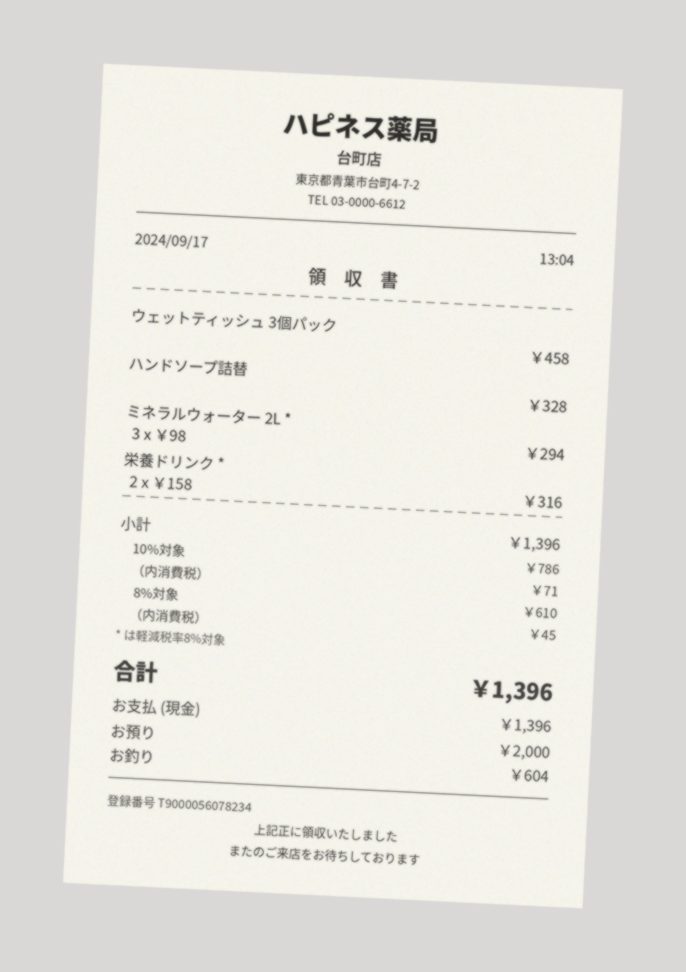 ハピネス薬局
台町店
東京都青葉市台町4-7-2
TEL 03-0000-6612
2024/09/17 13:04
領 収 書
ウェットティッシュ 3個パック ¥458
ハンドソープ詰替 ¥328
ミネラルウォーター 2L *
3 x ¥98 ¥294
栄養ドリンク *
2 x ¥158 ¥316
小計 ¥1,396
10%対象 ¥786
(内消費税) ¥71
8%対象 ¥610
(内消費税) ¥45
* は軽減税率8%対象
合計 ¥1,396
お支払 (現金) ¥1,396
お預り ¥2,000
お釣り ¥604
登録番号 T9000056078234
上記正に領収いたしました
またのご来店をお待ちしております